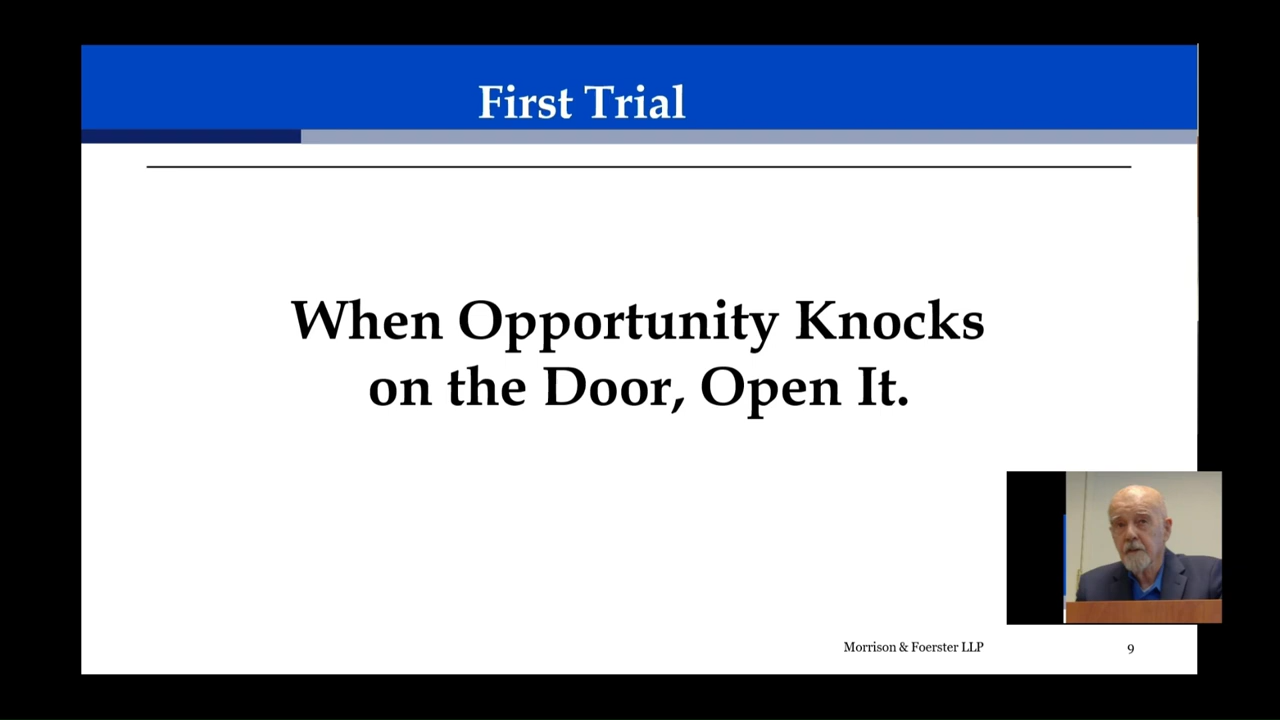 First Trial
When Opportunity Knocks
on the Door, Open It.
Morrison & Foerster LLP
9